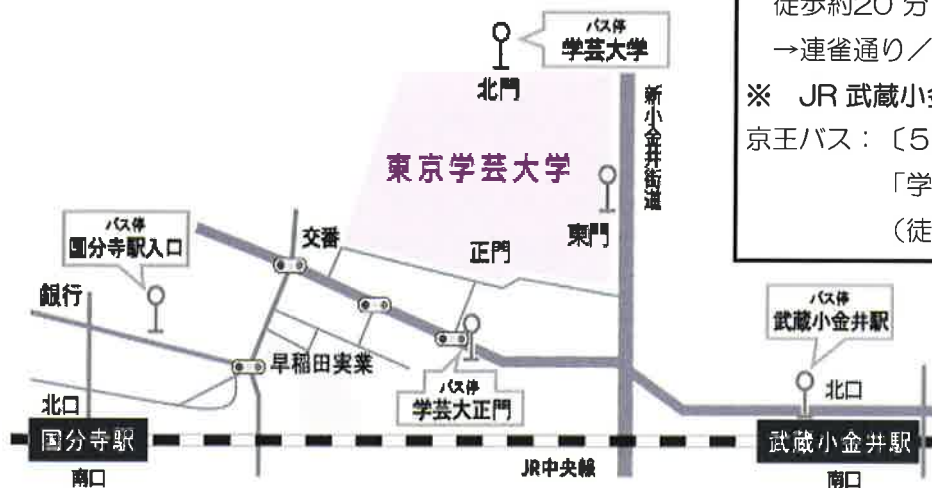 徒歩約20分
→連雀通り／
※ JR 武蔵小金
京王バス：〔5
「学
（徒
バス停
学芸大学
北門
新小金井街道
東京学芸大学
東門
正門
交番
バス停
国分寺駅入口
銀行
早稲田実業
バス停
学芸大正門
バス停
武蔵小金井駅
北口
国分寺駅
南口
JR中央線
北口
武蔵小金井駅
南口